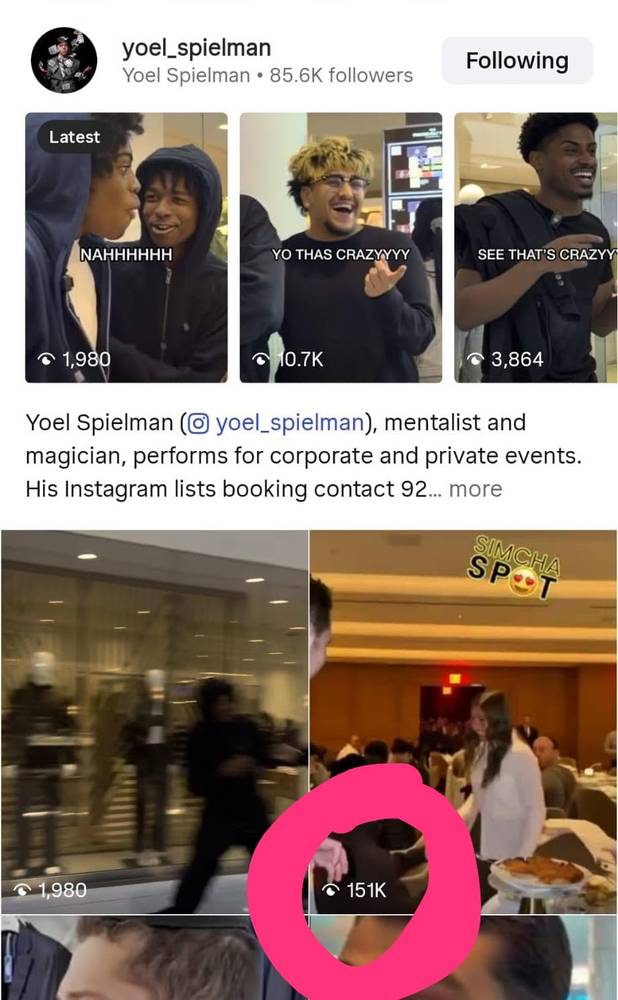 yoel_spielman
Yoel Spielman • 85.6K followers
Following
Latest
NAHHHHHH
1,980
YO THAS CRAZYYYY
10.7K
SEE THAT'S CRAZYY
3,864
Yoel Spielman (yoel_spielman), mentalist and
magician, performs for corporate and private events.
His Instagram lists booking contact 92… more
SIMCHA
SPOT
1,980
151K